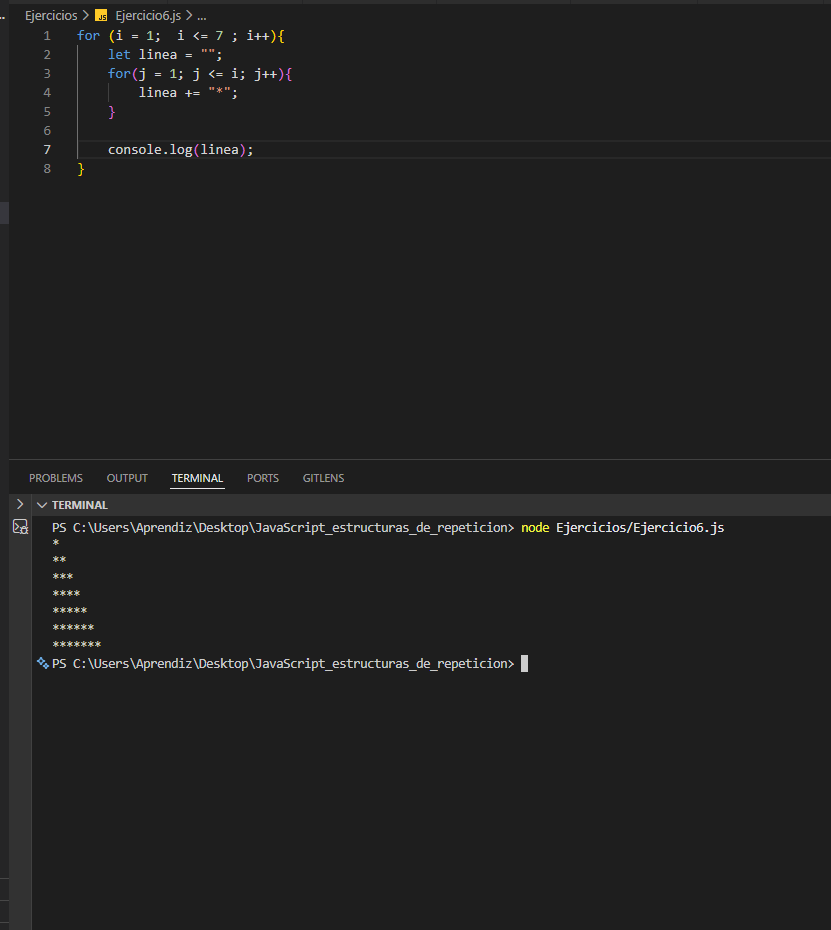 Ejercicios > JS Ejercicio6.js > ...
1 for (i = 1;  i <= 7 ; i++){
2     let linea = "";
3     for(j = 1; j <= i; j++){
4         linea += "*";
5     }
6
7     console.log(linea);
8 }
PROBLEMS OUTPUT TERMINAL PORTS GITLENS
TERMINAL
PS C:\Users\Aprendiz\Desktop\JavaScript_estructuras_de_repeticion> node Ejercicios/Ejercicio6.js
*
**
***
****
*****
******
*******
PS C:\Users\Aprendiz\Desktop\JavaScript_estructuras_de_repeticion>